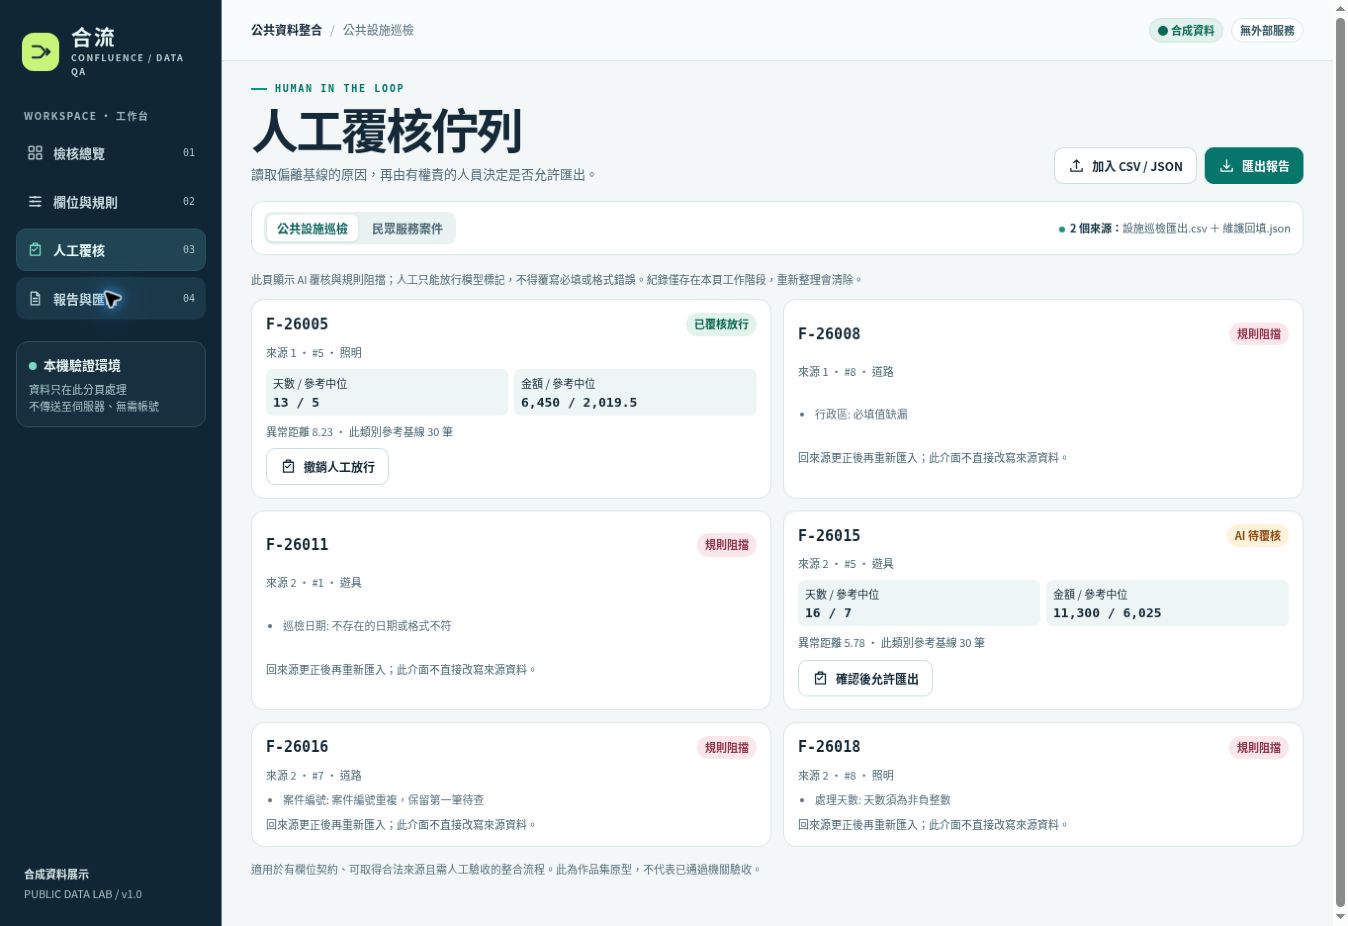 合流
CONFLUENCE / DATA
QA
WORKSPACE · 工作台
檢核總覽 01
欄位與規則 02
人工覆核 03
報告與匯 04
本機驗證環境
資料只在此分頁處理
不傳送至伺服器、無需帳號
合成資料展示
PUBLIC DATA LAB / v1.0
公共資料整合 / 公共設施巡檢
合成資料
無外部服務
HUMAN IN THE LOOP
人工覆核佇列
讀取偏離基線的原因，再由有權責的人員決定是否允許匯出。
加入 CSV / JSON
匯出報告
公共設施巡檢
民眾服務案件
2 個來源：設施巡檢匯出.csv ＋ 維護回填.json
此頁顯示 AI 覆核與規則阻擋；人工只能放行模型標記，不得覆寫必填或格式錯誤。紀錄僅存在本頁工作階段，重新整理會清除。
F-26005
已覆核放行
來源 1 · #5 · 照明
天數 / 參考中位
13 / 5
金額 / 參考中位
6,450 / 2,019.5
異常距離 8.23 · 此類別參考基線 30 筆
撤銷人工放行
F-26008
規則阻擋
來源 1 · #8 · 道路
• 行政區: 必填值缺漏
回來源更正後再重新匯入；此介面不直接改寫來源資料。
F-26011
規則阻擋
來源 2 · #1 · 遊具
• 巡檢日期: 不存在的日期或格式不符
回來源更正後再重新匯入；此介面不直接改寫來源資料。
F-26015
AI 待覆核
來源 2 · #5 · 遊具
天數 / 參考中位
16 / 7
金額 / 參考中位
11,300 / 6,025
異常距離 5.78 · 此類別參考基線 30 筆
確認後允許匯出
F-26016
規則阻擋
來源 2 · #7 · 道路
• 案件編號: 案件編號重複，保留第一筆待查
回來源更正後再重新匯入；此介面不直接改寫來源資料。
F-26018
規則阻擋
來源 2 · #8 · 照明
• 處理天數: 天數須為非負整數
回來源更正後再重新匯入；此介面不直接改寫來源資料。
適用於有欄位契約、可取得合法來源且需人工驗收的整合流程。此為作品集原型，不代表已通過機關驗收。